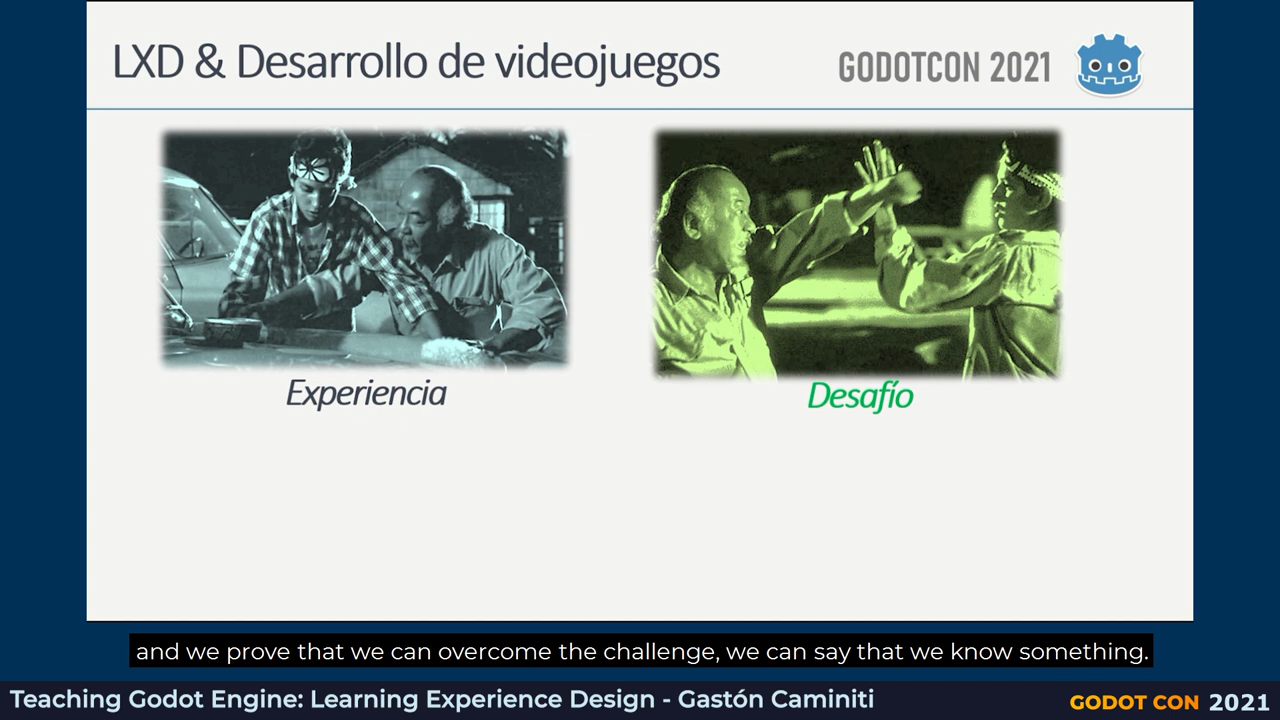 LXD & Desarrollo de videojuegos
GODOTCON 2021
Experiencia
Desafío
and we prove that we can overcome the challenge, we can say that we know something.
Teaching Godot Engine: Learning Experience Design - Gastón Caminiti
GODOT CON 2021